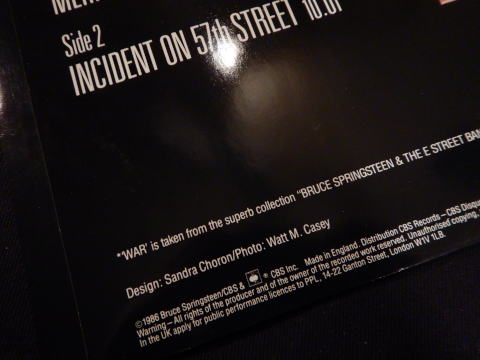 Side 2
INCIDENT ON 57th STREET 10.01
*'WAR' is taken from the superb collection "BRUCE SPRINGSTEEN & THE E STREET BAN
Design: Sandra Choron/Photo: Watt M. Casey
©1986 Bruce Springsteen/CBS & ® CBS Inc. Made in England. Distribution CBS Records – CBS Disque
Warning – All rights of the producer and of the owner of the recorded work reserved. Unauthorised copying,
In the UK apply for public performance licences to PPL, 14-22 Ganton Street, London W1V 1LB.